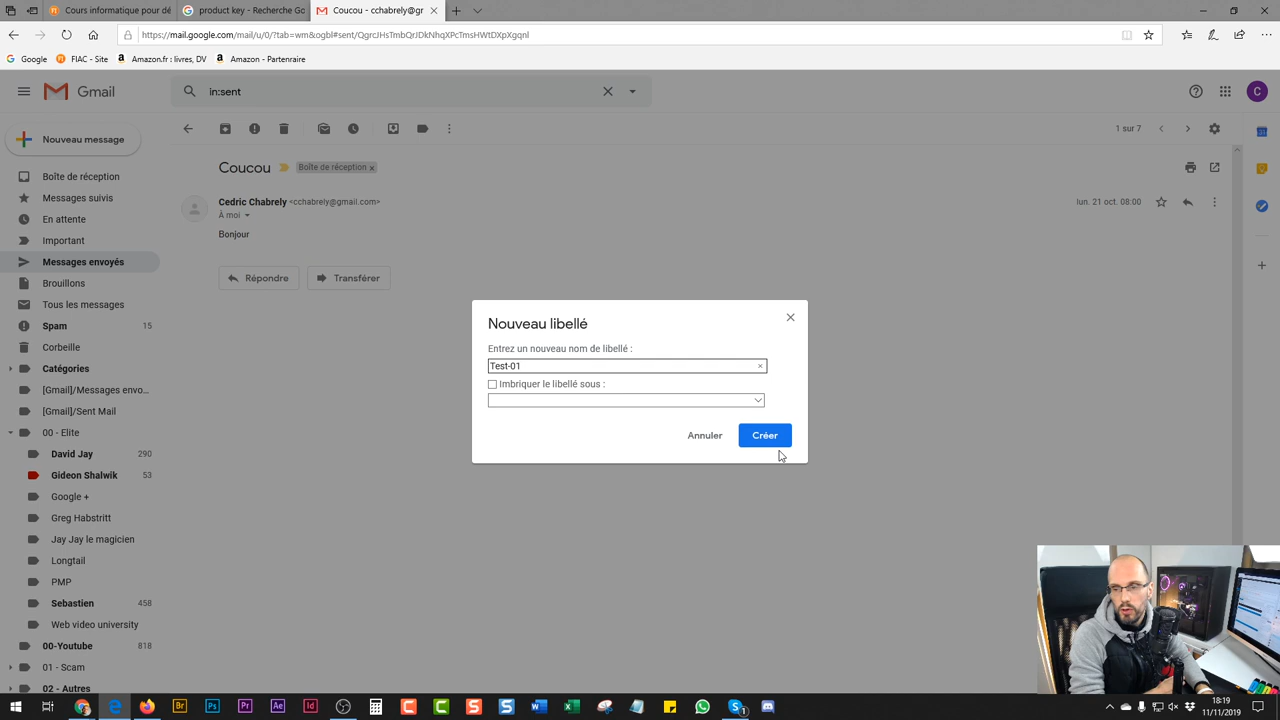 Cours informatique pour dé
product key - Recherche Go
Coucou - cchabrely@gr
https://mail.google.com/mail/u/0/?tab=wm&ogbl#sent/QgrcJHsTmbQrJDkNhqXPcTmsHWtDXpXgqnl
Google
FIAC - Site
Amazon.fr : livres, DV
Amazon - Partenaire
Gmail
in:sent
C
Nouveau message
1 sur 7
Coucou
Boîte de réception x
Cedric Chabrely <cchabrely@gmail.com>
lun. 21 oct. 08:00
À moi
Bonjour
Répondre
Transférer
Boîte de réception
Messages suivis
En attente
Important
Messages envoyés
Brouillons
Tous les messages
Spam 15
Corbeille
Catégories
[Gmail]/Messages envo...
[Gmail]/Sent Mail
00 - Elite
David Jay 290
Gideon Shalwik 53
Google +
Greg Habstritt
Jay Jay le magicien
Longtail
PMP
Sebastien 458
Web video university
00-Youtube 818
01 - Scam
02 - Autres
Nouveau libellé
Entrez un nouveau nom de libellé :
Test-01
Imbriquer le libellé sous :
Annuler
Créer
Br
Ps
Pr
Ae
Id
18:19
11/11/2019